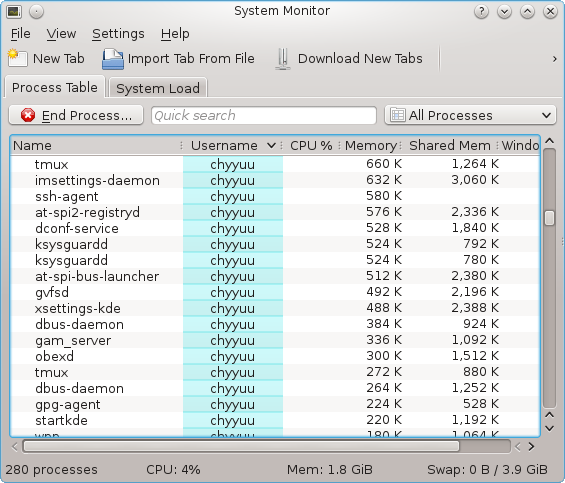 System Monitor
File View Settings Help
New Tab Import Tab From File Download New Tabs
Process Table System Load
End Process... Quick search All Processes
Name Username CPU % Memory Shared Mem Windo
tmux chyyuu 660 K 1,264 K
imsettings-daemon chyyuu 632 K 3,060 K
ssh-agent chyyuu 580 K
at-spi2-registryd chyyuu 576 K 2,336 K
dconf-service chyyuu 528 K 1,840 K
ksysguardd chyyuu 524 K 792 K
ksysguardd chyyuu 524 K 780 K
at-spi-bus-launcher chyyuu 512 K 2,380 K
gvfsd chyyuu 492 K 2,196 K
xsettings-kde chyyuu 488 K 2,388 K
dbus-daemon chyyuu 384 K 924 K
gam_server chyyuu 336 K 1,092 K
obexd chyyuu 300 K 1,512 K
tmux chyyuu 272 K 880 K
dbus-daemon chyyuu 264 K 1,252 K
gpg-agent chyyuu 224 K 528 K
startkde chyyuu 220 K 1,192 K
chyyuu 180 K 1,064 K
280 processes CPU: 4% Mem: 1.8 GiB Swap: 0 B / 3.9 GiB